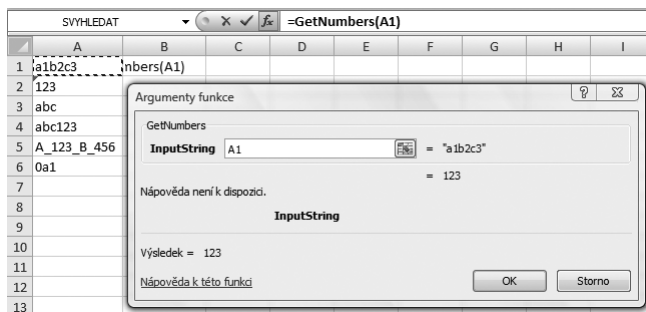 SVYHLEDAT fx =GetNumbers(A1)
A B C D E F G H I
1 a1b2c3 nbers(A1)
2 123
3 abc
4 abc123
5 A_123_B_456
6 0a1
7
8
9
10
11
12
13
Argumenty funkce
GetNumbers
InputString A1 = "a1b2c3"
= 123
Nápověda není k dispozici.
InputString
Výsledek = 123
Nápověda k této funkci OK Storno